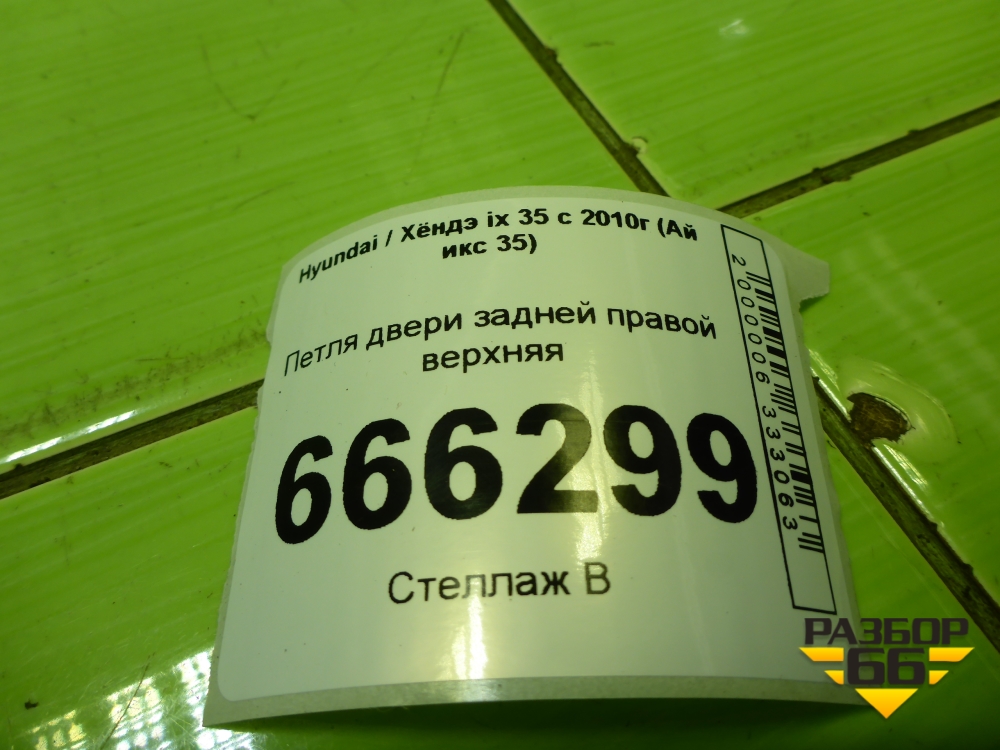 Hyundai / Хёндэ ix 35 с 2010г (Ай
икс 35)
Петля двери задней правой
верхняя
666299
Стеллаж В
2000006333063
РАЗБОР
66